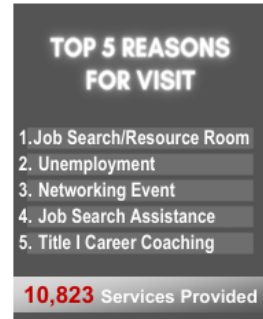 TOP 5 REASONS
FOR VISIT
1.Job Search/Resource Room
2. Unemployment
3. Networking Event
4. Job Search Assistance
5. Title I Career Coaching
10,823 Services Provided